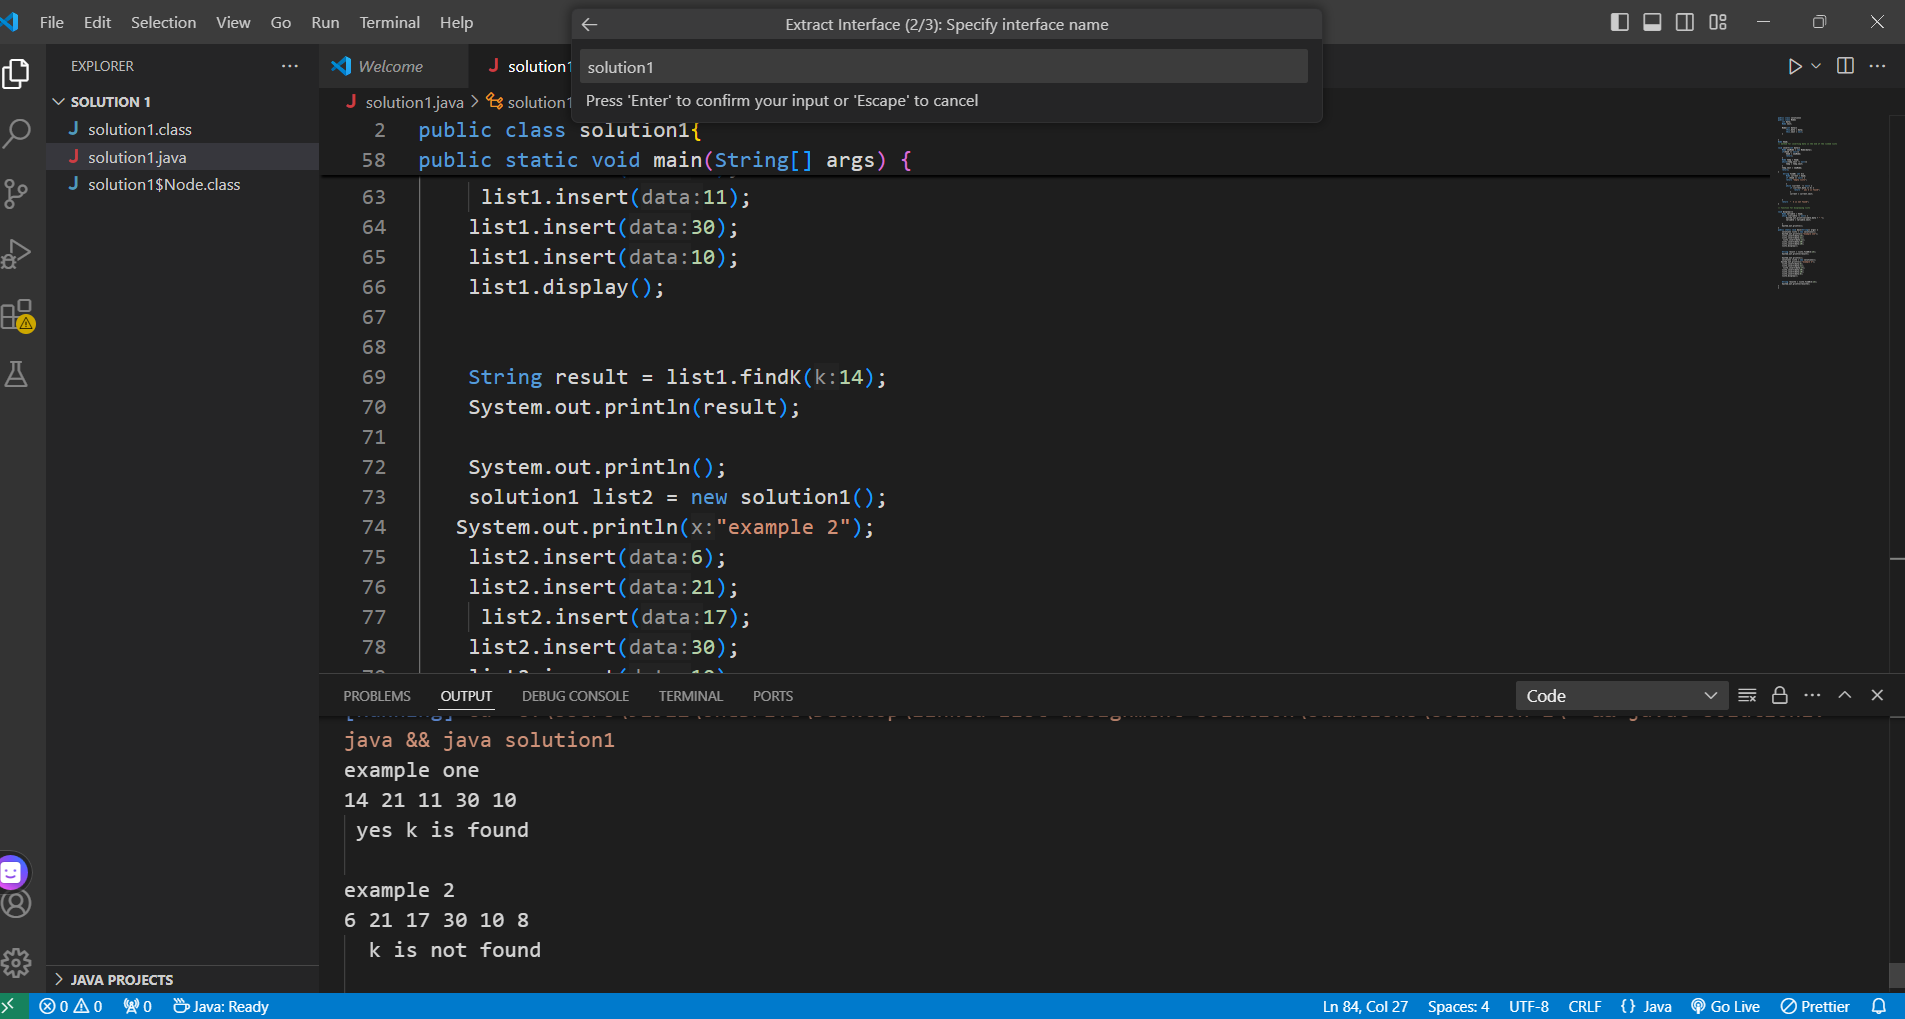 File Edit Selection View Go Run Terminal Help
Extract Interface (2/3): Specify interface name
solution1
Press 'Enter' to confirm your input or 'Escape' to cancel
EXPLORER
SOLUTION 1
J solution1.class
J solution1.java
J solution1$Node.class
JAVA PROJECTS
Welcome J solution1
J solution1.java > solution1
2 public class solution1{
58 public static void main(String[] args) {
63 list1.insert(data:11);
64 list1.insert(data:30);
65 list1.insert(data:10);
66 list1.display();
67
68
69 String result = list1.findK(k:14);
70 System.out.println(result);
71
72 System.out.println();
73 solution1 list2 = new solution1();
74 System.out.println(x:"example 2");
75 list2.insert(data:6);
76 list2.insert(data:21);
77 list2.insert(data:17);
78 list2.insert(data:30);
PROBLEMS OUTPUT DEBUG CONSOLE TERMINAL PORTS Code
java && java solution1
example one
14 21 11 30 10
yes k is found
example 2
6 21 17 30 10 8
k is not found
0 0 0 Java: Ready Ln 84, Col 27 Spaces: 4 UTF-8 CRLF {} Java Go Live Prettier